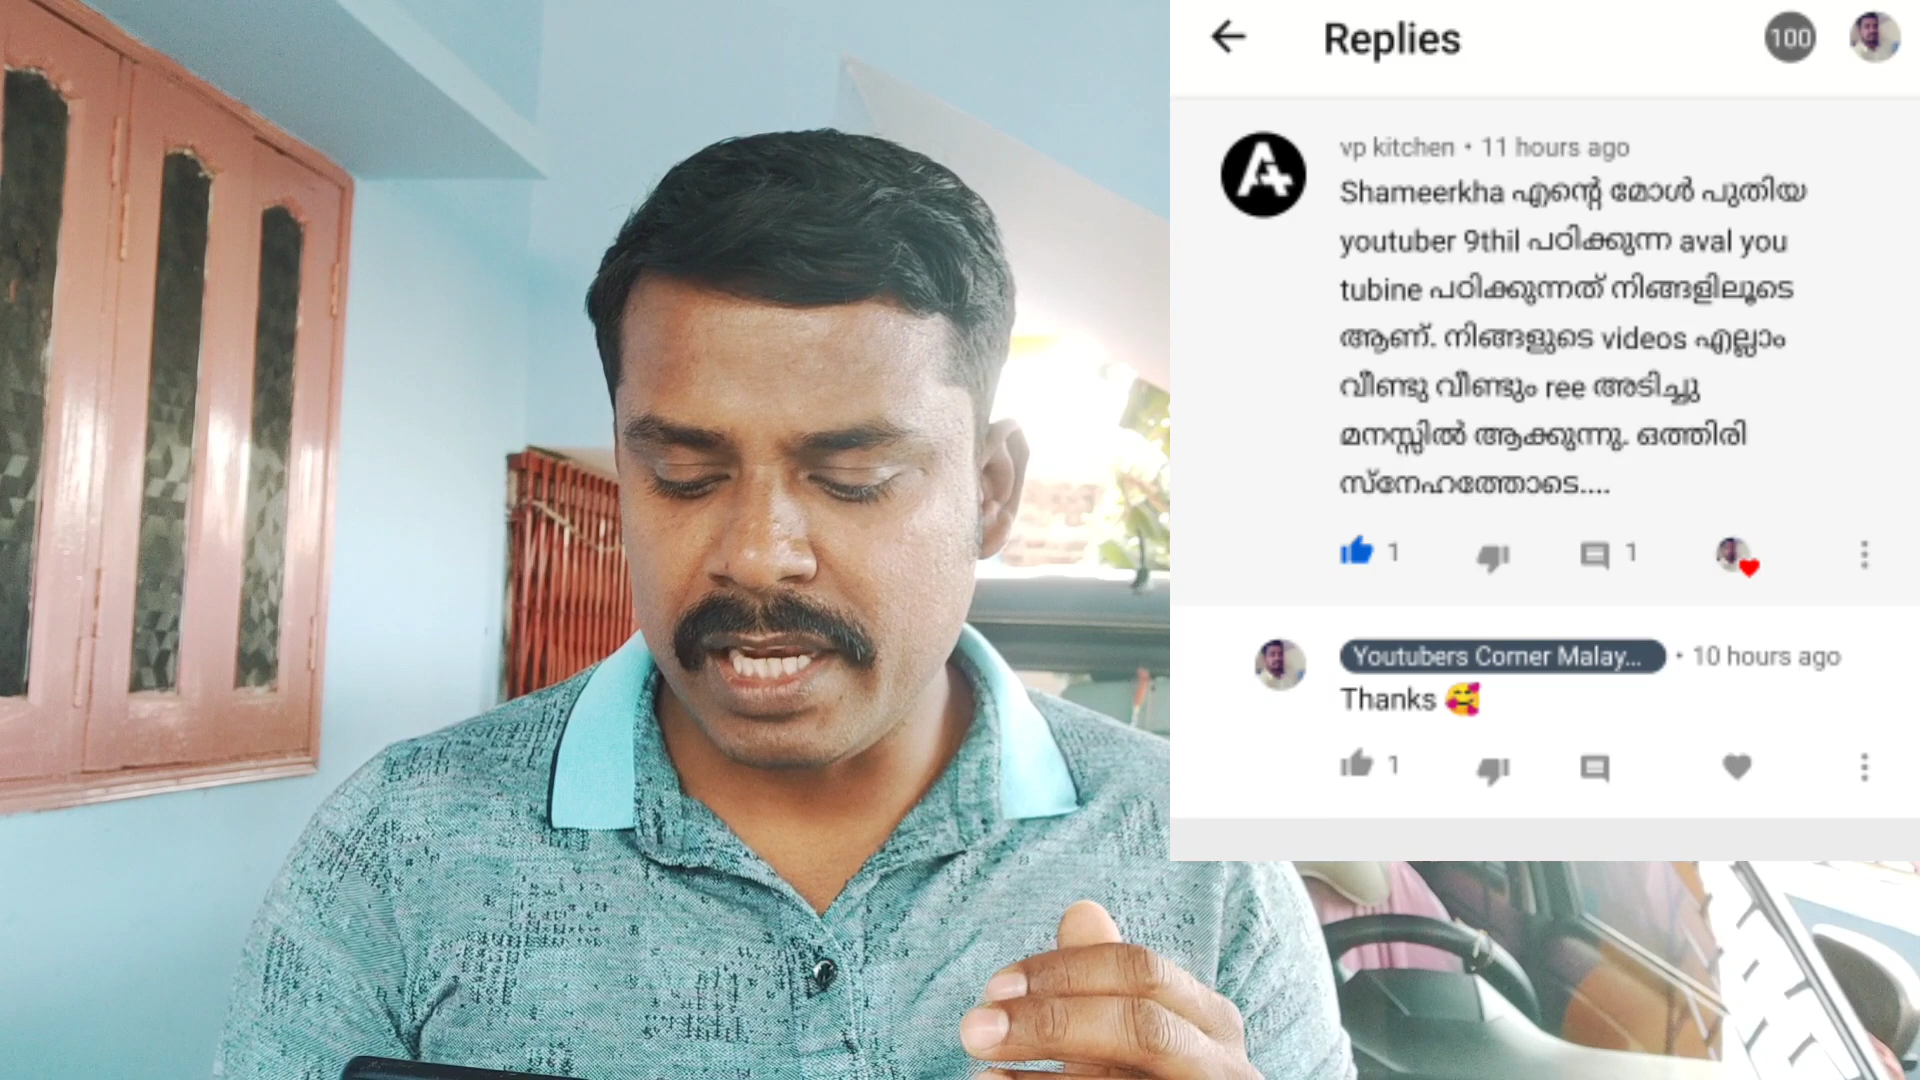 Replies
100
vp kitchen • 11 hours ago
Shameerkha എന്റെ മോൾ പുതിയ
youtuber 9thil പഠിക്കുന്ന aval you
tubine പഠിക്കുന്നത് നിങ്ങളിലൂടെ
ആണ്. നിങ്ങളുടെ videos എല്ലാം
വീണ്ടു വീണ്ടും ree അടിച്ചു
മനസ്സിൽ ആക്കുന്നു. ഒത്തിരി
സ്നേഹത്തോടെ....
1 1
Youtubers Corner Malay... • 10 hours ago
Thanks 🥰
1